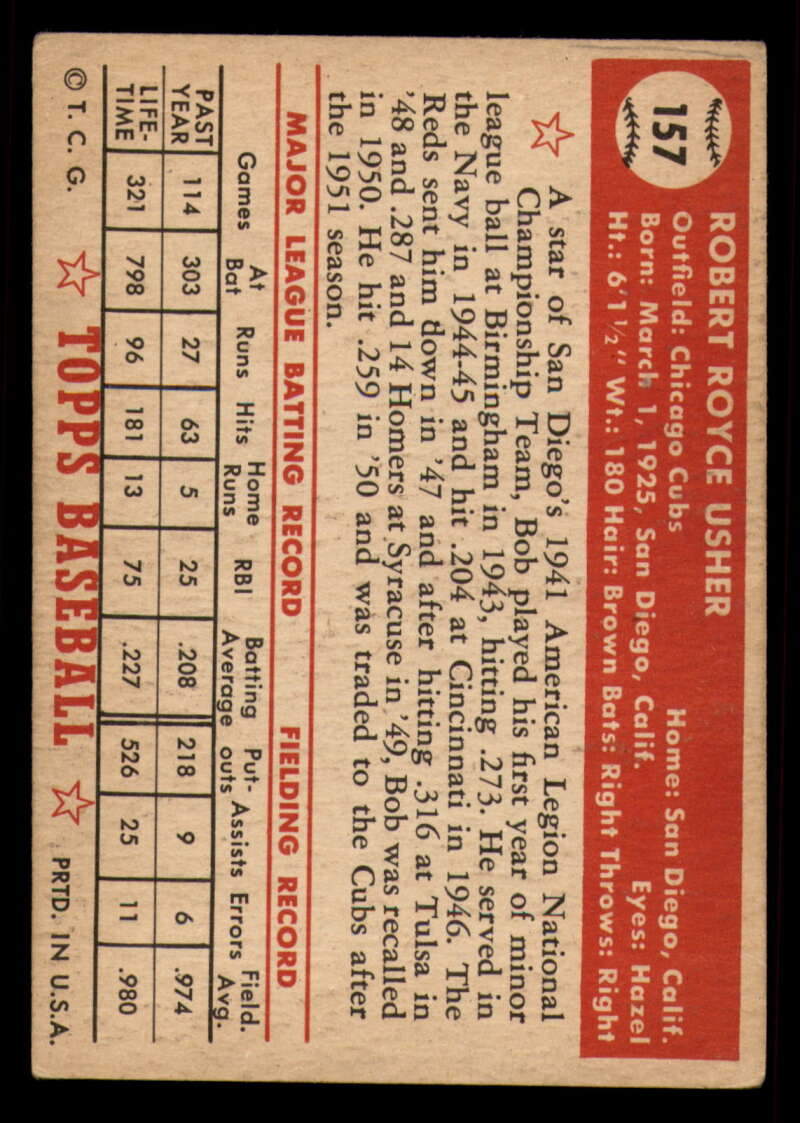 157
ROBERT ROYCE USHER
Outfield: Chicago Cubs Home: San Diego, Calif.
Born: March 1, 1925, San Diego, Calif. Eyes: Hazel
Ht.: 6'1½" Wt.: 180 Hair: Brown Bats: Right Throws: Right
A star of San Diego's 1941 American Legion National
Championship Team, Bob played his first year of minor
league ball at Birmingham in 1943, hitting .273. He served in
the Navy in 1944-45 and hit .204 at Cincinnati in 1946. The
Reds sent him down in '47 and after hitting .316 at Tulsa in
'48 and .287 and 14 Homers at Syracuse in '49, Bob was recalled
in 1950. He hit .259 in '50 and was traded to the Cubs after
the 1951 season.
MAJOR LEAGUE BATTING RECORD FIELDING RECORD
Games At Bat Runs Hits Home Runs RBI Batting Average Put-outs Assists Errors Field. Avg.
PAST YEAR 114 303 27 63 5 25 .208 218 9 6 .974
LIFE-TIME 321 798 96 181 13 75 .227 526 25 11 .980
© T. C. G. TOPPS BASEBALL PRTD. IN U.S.A.